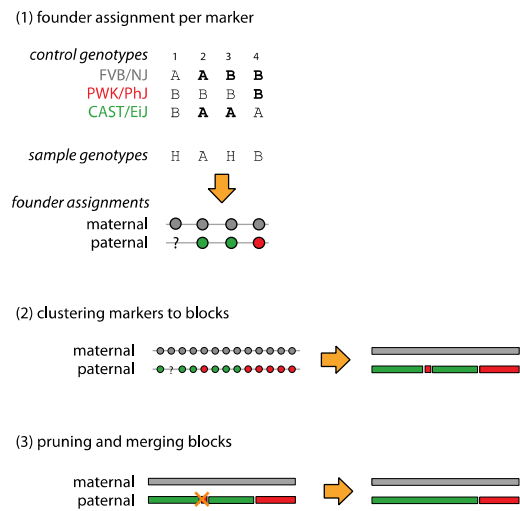 (1) founder assignment per marker
control genotypes 1 2 3 4
FVB/NJ A A B B
PWK/PhJ B B B B
CAST/EiJ B A A A
sample genotypes H A H B
founder assignments
maternal
paternal ?
(2) clustering markers to blocks
maternal
paternal ?
(3) pruning and merging blocks
maternal
paternal